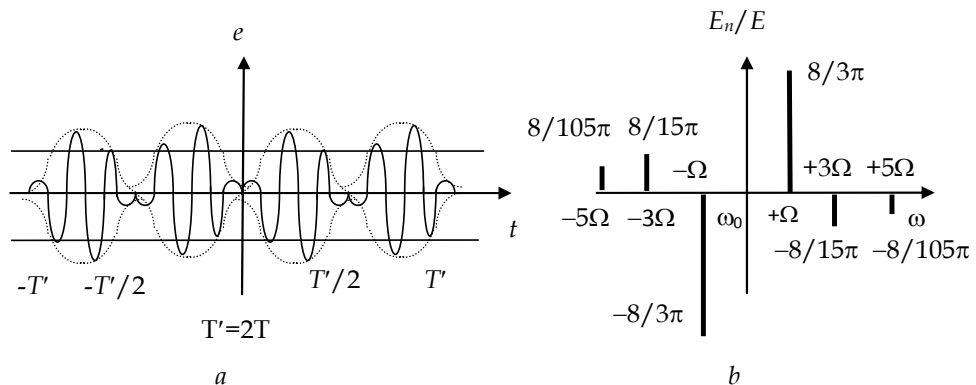 e
t
-T′
-T′/2
T′/2
T′
T′=2T
a
Eₙ/E
8/3π
8/105π
8/15π
−Ω
+3Ω
+5Ω
−5Ω
−3Ω
ω₀
+Ω
ω
−8/15π
−8/105π
−8/3π
b